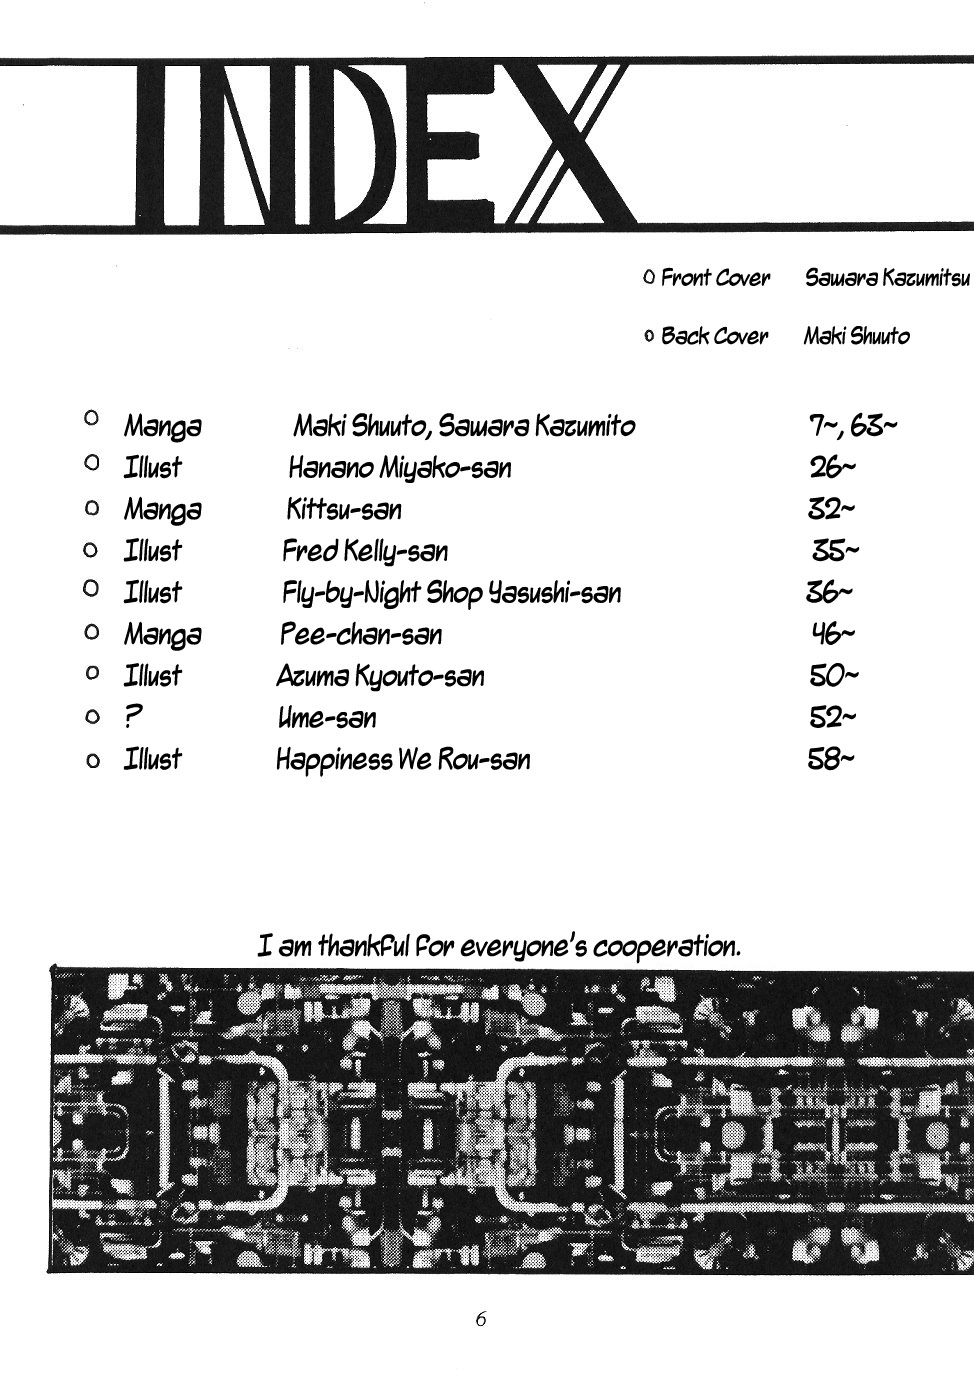 INDEX
o Front Cover Sawara Kazumitsu
o Back Cover Maki Shuuto
o Manga Maki Shuuto, Sawara Kazumito 7~, 63~
o Illust Hanano Miyako-san 26~
o Manga Kittsu-san 32~
o Illust Fred Kelly-san 35~
o Illust Fly-by-Night Shop Yasushi-san 36~
o Manga Pee-chan-san 46~
o Illust Azuma Kyouto-san 50~
o ? Ume-san 52~
o Illust Happiness We Rou-san 58~
I am thankful for everyone's cooperation.
6